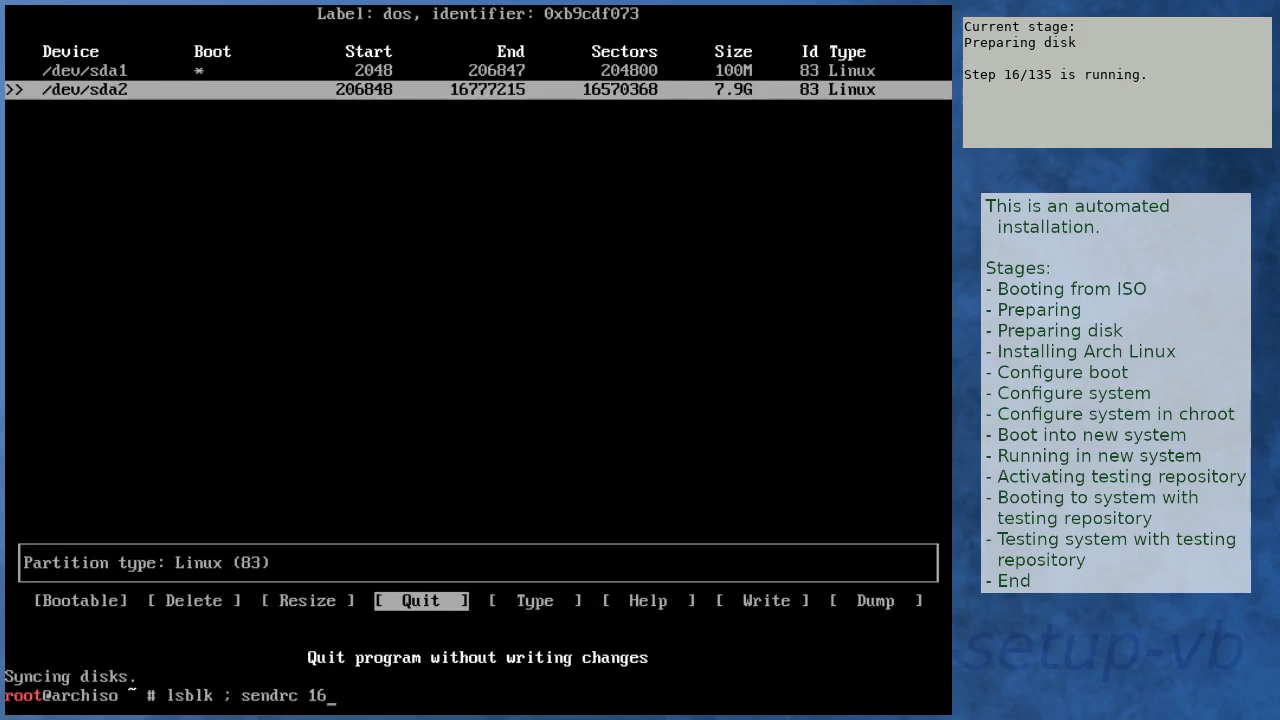 Label: dos, identifier: 0xb9cdf073
Device Boot Start End Sectors Size Id Type
/dev/sda1 * 2048 206847 204800 100M 83 Linux
>> /dev/sda2 206848 16777215 16570368 7.9G 83 Linux
Partition type: Linux (83)
[Bootable] [ Delete ] [ Resize ] [ Quit ] [ Type ] [ Help ] [ Write ] [ Dump ]
Quit program without writing changes
Syncing disks.
root@archiso ~ # lsblk ; sendrc 16_
Current stage:
Preparing disk
Step 16/135 is running.
This is an automated
installation.
Stages:
- Booting from ISO
- Preparing
- Preparing disk
- Installing Arch Linux
- Configure boot
- Configure system
- Configure system in chroot
- Boot into new system
- Running in new system
- Activating testing repository
- Booting to system with
testing repository
- Testing system with testing
repository
- End
setup-vb